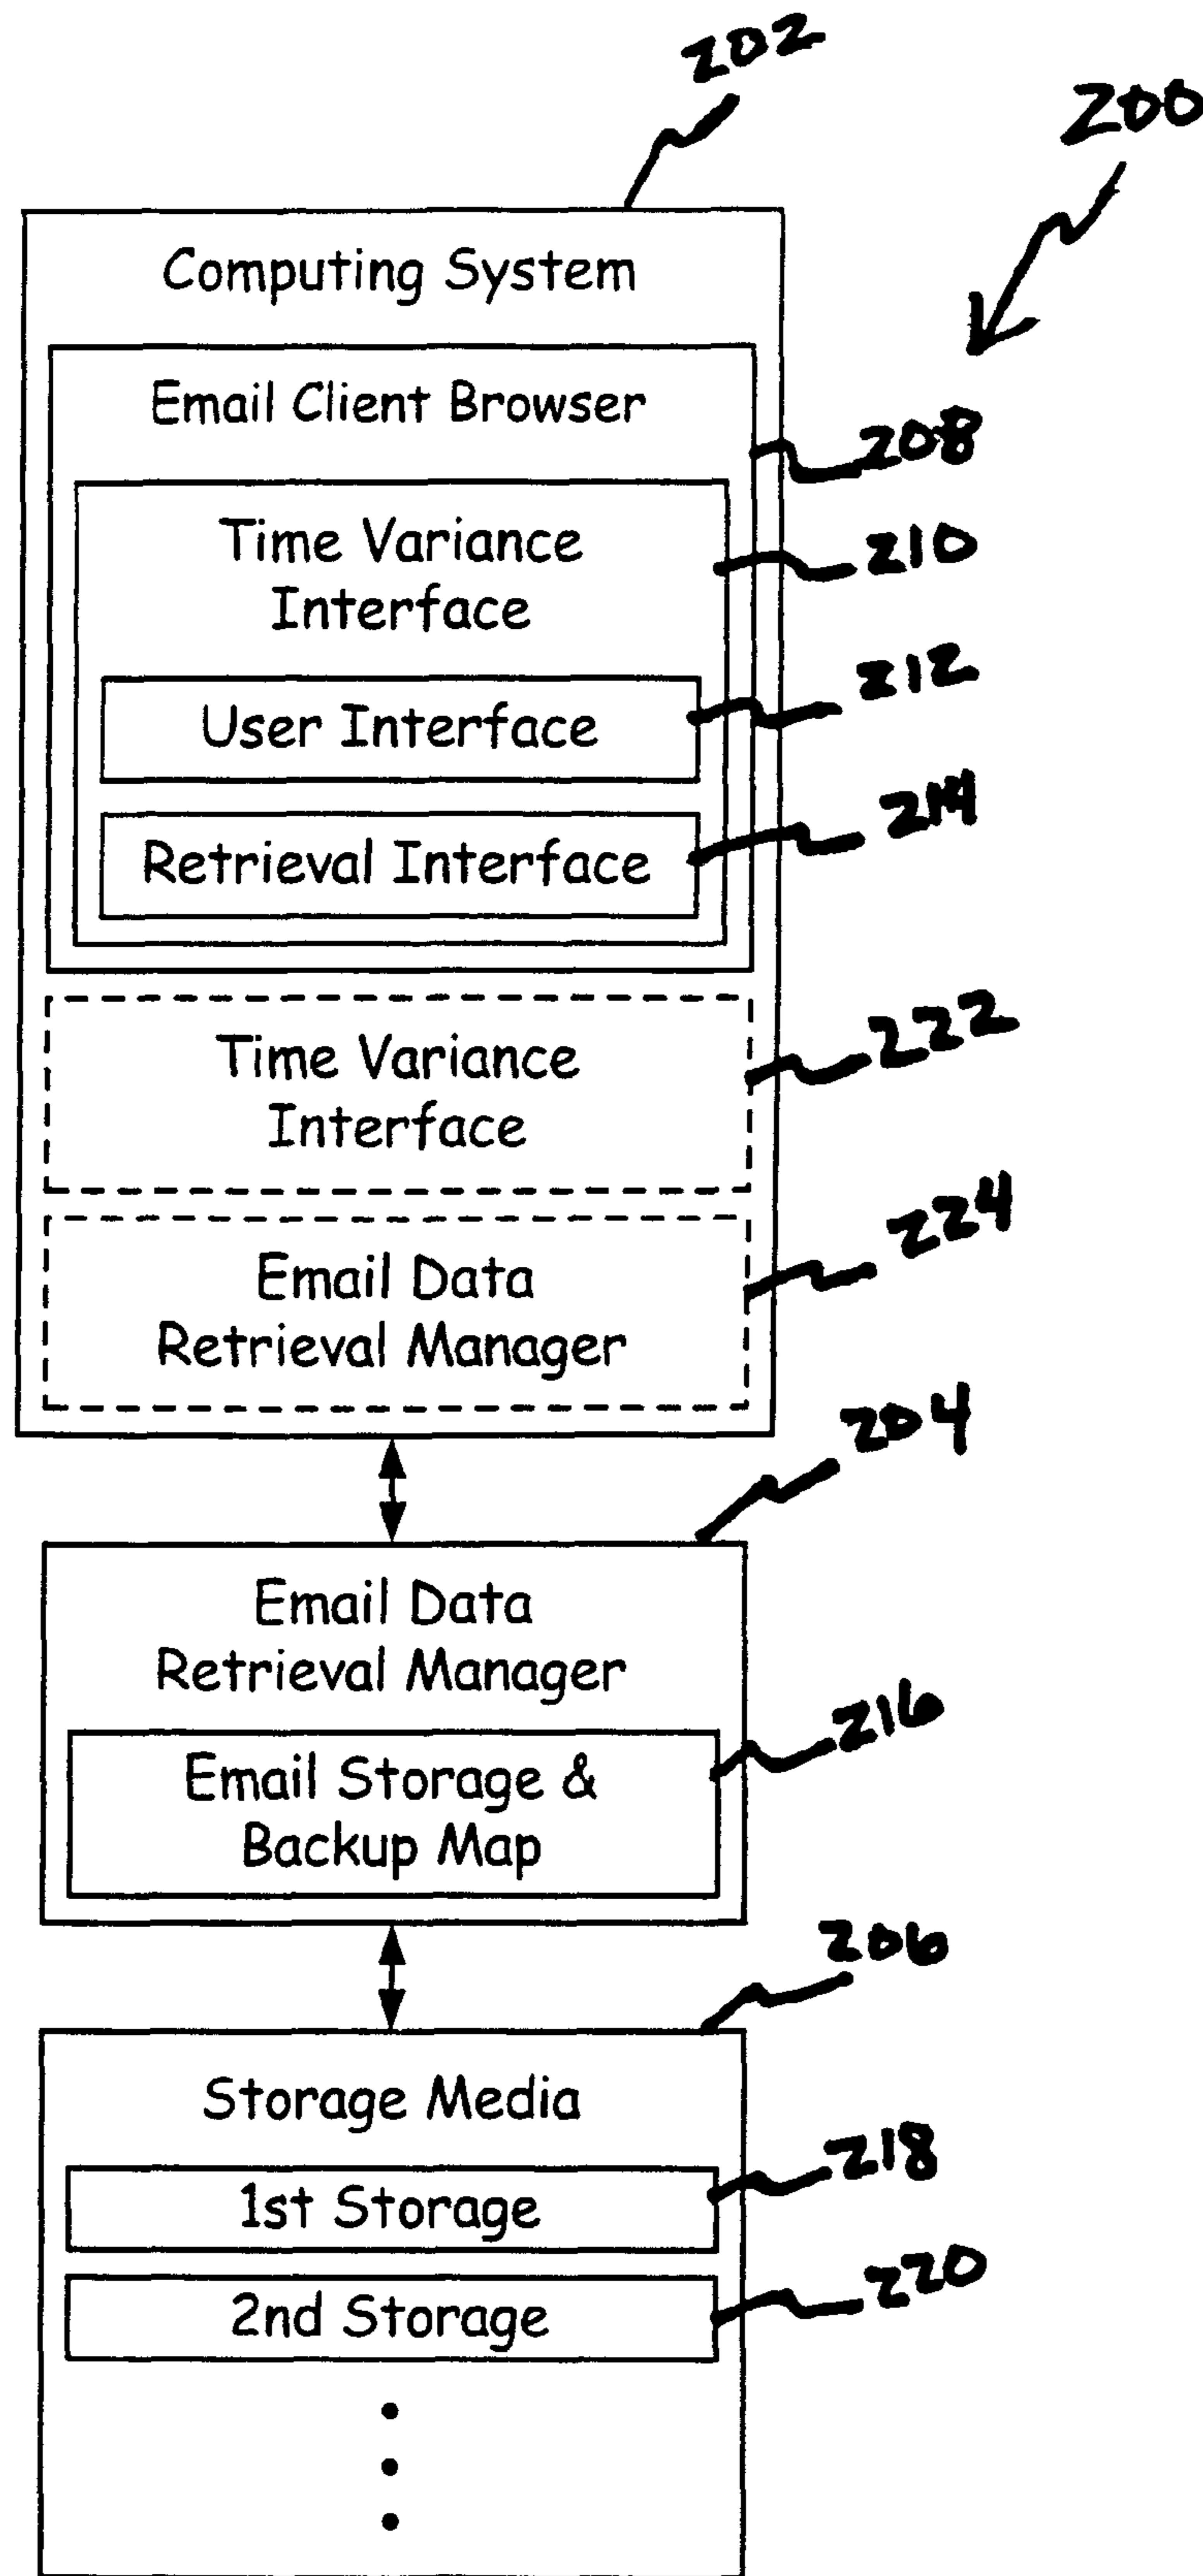 202
200
Computing System
Email Client Browser
208
Time Variance
Interface
210
User Interface
212
Retrieval Interface
214
Time Variance
Interface
222
Email Data
Retrieval Manager
224
204
Email Data
Retrieval Manager
Email Storage &
Backup Map
216
206
Storage Media
1st Storage
218
2nd Storage
220